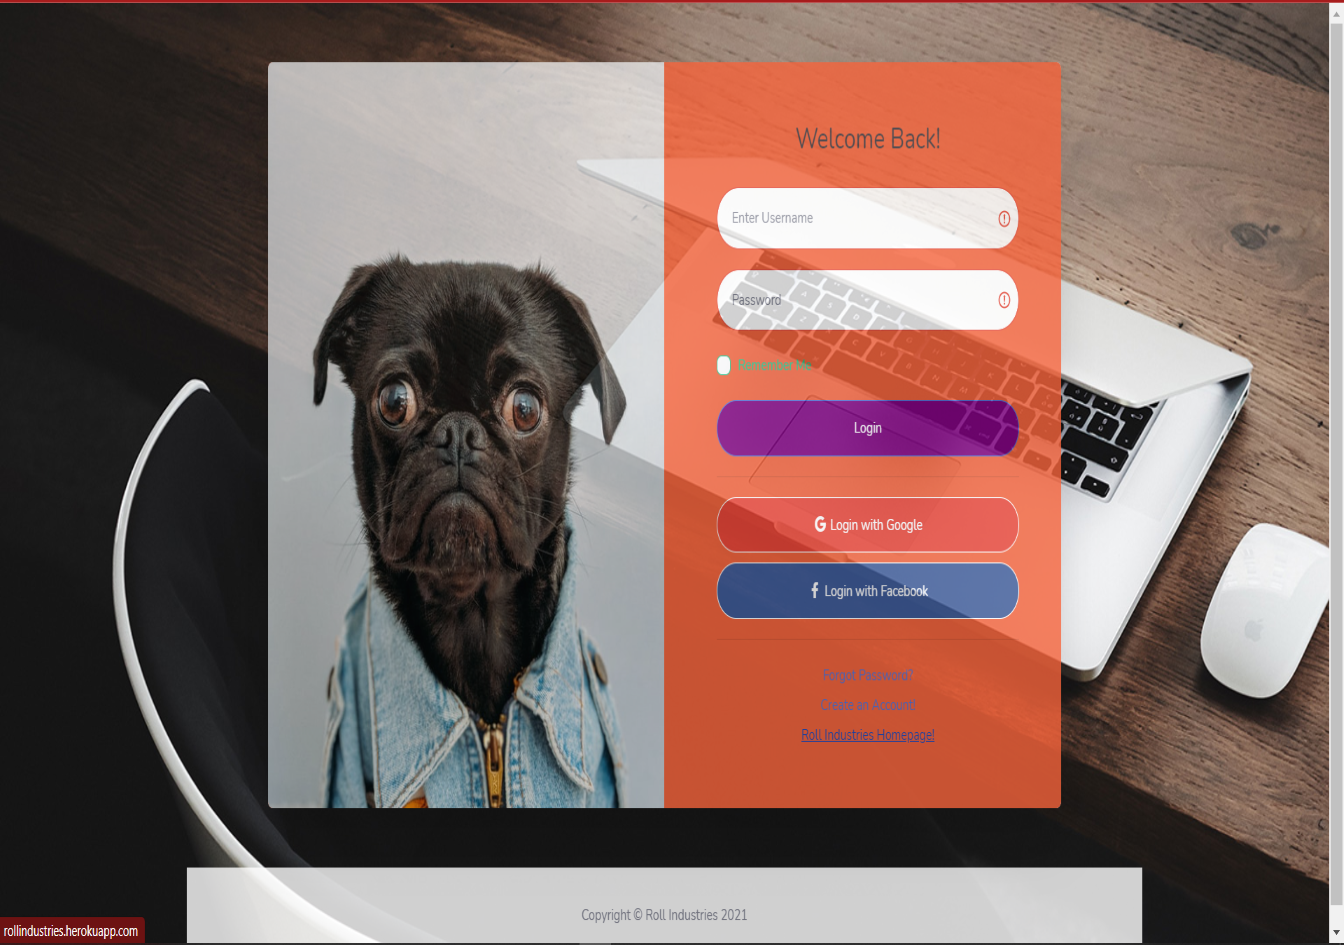 Welcome Back!
Enter Username
Password
Remember Me
Login
Login with Google
Login with Facebook
Forgot Password?
Create an Account!
Roll Industries Homepage!
Copyright © Roll Industries 2021
rollindustries.herokuapp.com